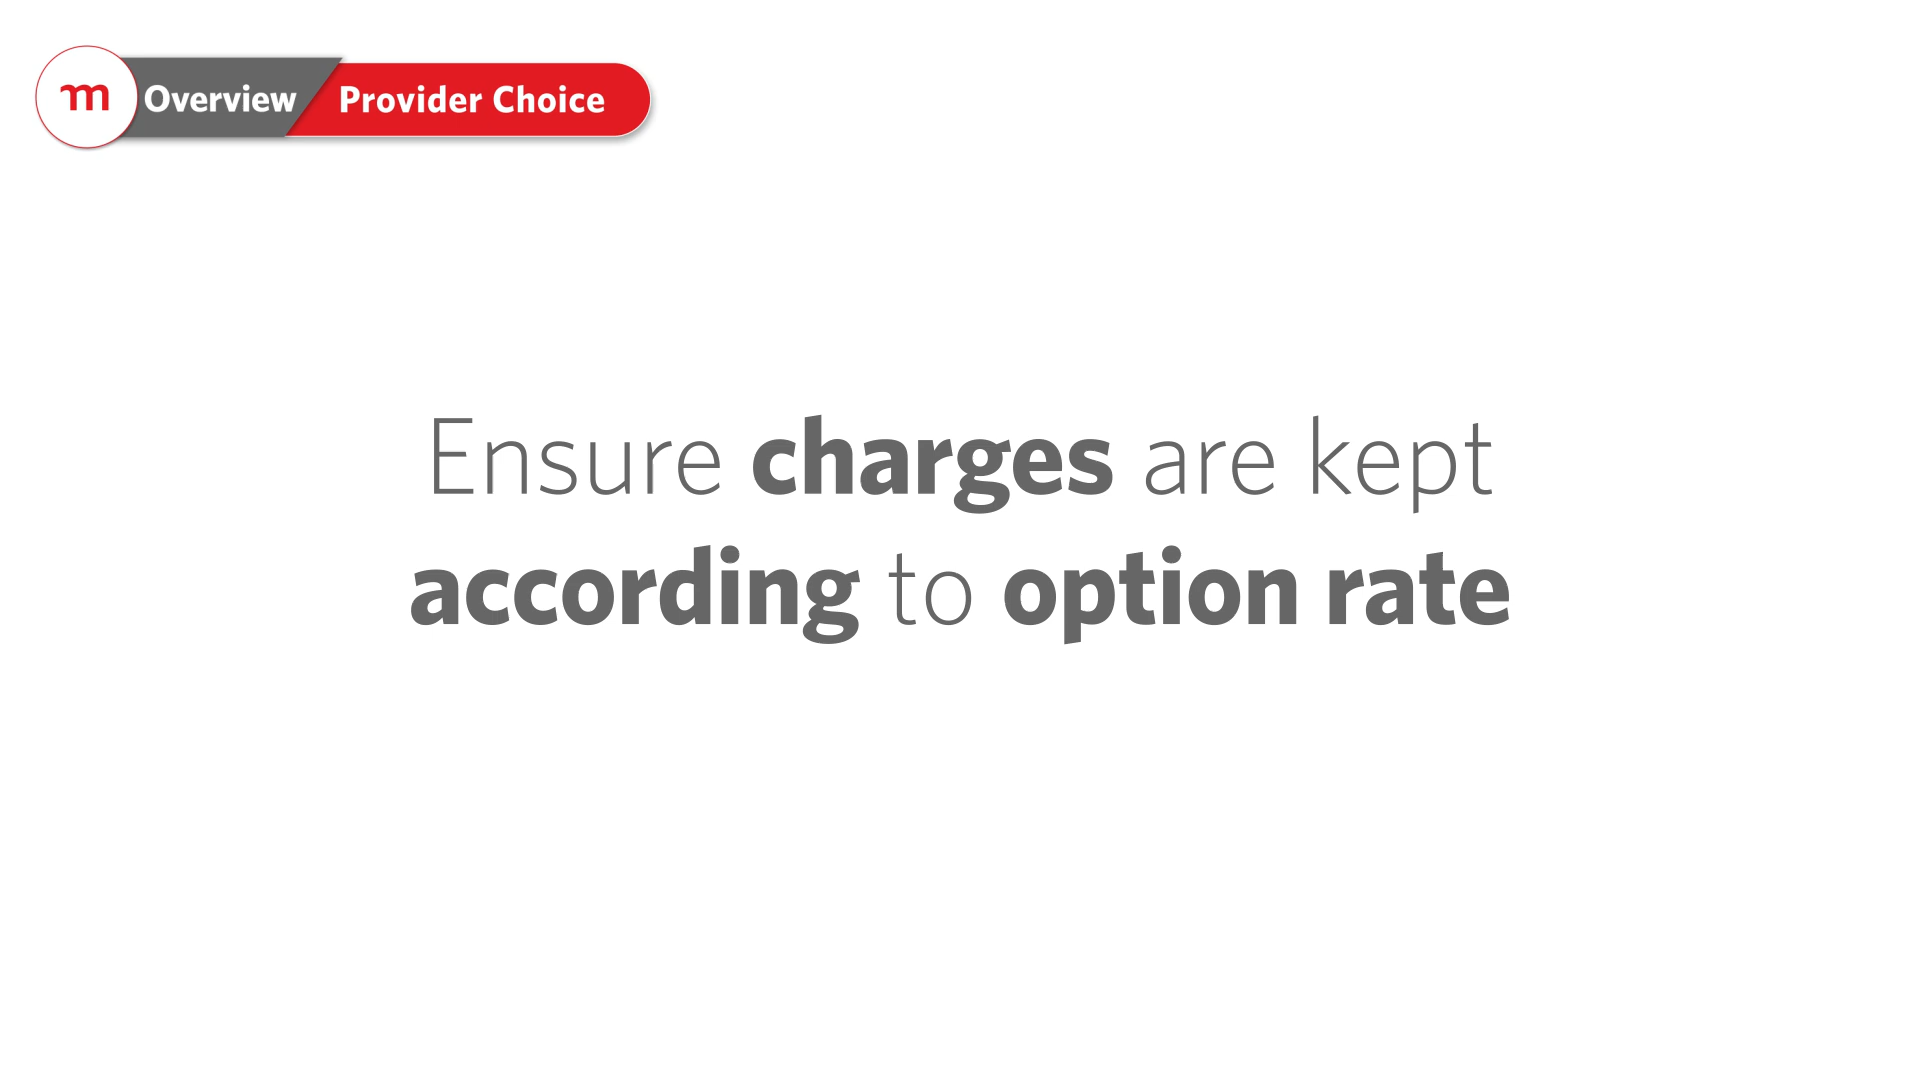 m Overview Provider Choice
Ensure charges are kept
according to option rate